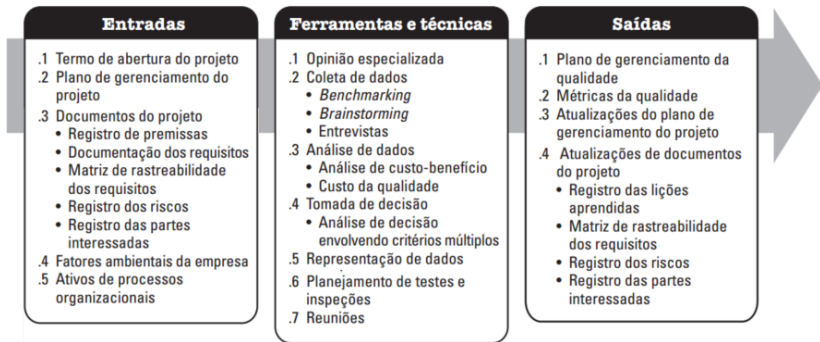 Entradas
.1 Termo de abertura do projeto
.2 Plano de gerenciamento do
projeto
.3 Documentos do projeto
• Registro de premissas
• Documentação dos requisitos
• Matriz de rastreabilidade
dos requisitos
• Registro dos riscos
• Registro das partes
interessadas
.4 Fatores ambientais da empresa
.5 Ativos de processos
organizacionais
Ferramentas e técnicas
.1 Opinião especializada
.2 Coleta de dados
• Benchmarking
• Brainstorming
• Entrevistas
.3 Análise de dados
• Análise de custo-benefício
• Custo da qualidade
.4 Tomada de decisão
• Análise de decisão
envolvendo critérios múltiplos
.5 Representação de dados
.6 Planejamento de testes e
inspeções
.7 Reuniões
Saídas
.1 Plano de gerenciamento da
qualidade
.2 Métricas da qualidade
.3 Atualizações do plano de
gerenciamento do projeto
.4 Atualizações de documentos
do projeto
• Registro das lições
aprendidas
• Matriz de rastreabilidade
dos requisitos
• Registro dos riscos
• Registro das partes
interessadas